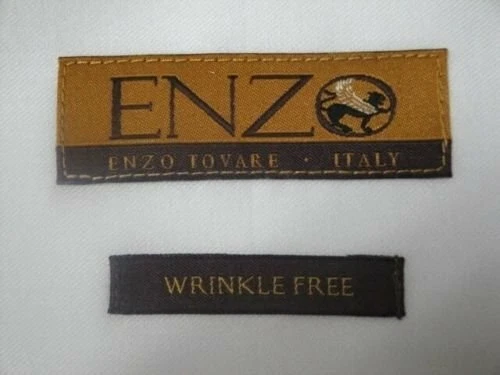 ENZO
ENZO TOVARE · ITALY
WRINKLE FREE